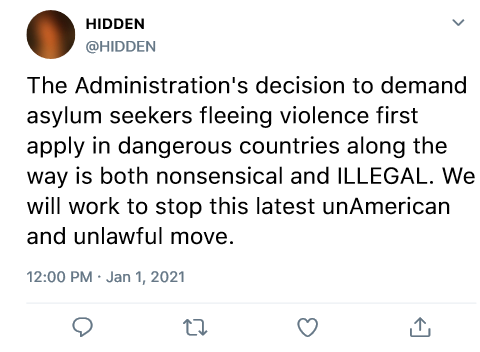 HIDDEN
@HIDDEN
The Administration's decision to demand
asylum seekers fleeing violence first
apply in dangerous countries along the
way is both nonsensical and ILLEGAL. We
will work to stop this latest unAmerican
and unlawful move.
12:00 PM · Jan 1, 2021